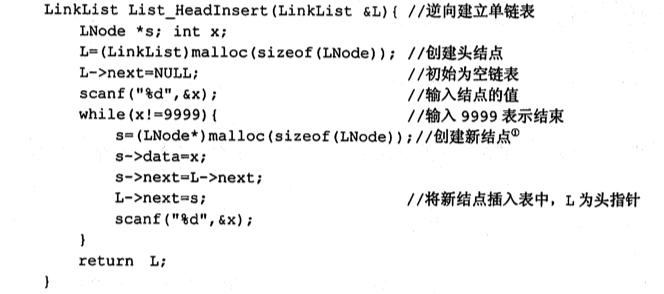 LinkList List_HeadInsert(LinkList &L){ //逆向建立单链表
LNode *s; int x;
L=(LinkList)malloc(sizeof(LNode)); //创建头结点
L->next=NULL; //初始为空链表
scanf("%d",&x); //输入结点的值
while(x!=9999){ //输入 9999 表示结束
s=(LNode*)malloc(sizeof(LNode));//创建新结点①
s->data=x;
s->next=L->next;
L->next=s; //将新结点插入表中，L 为头指针
scanf("%d",&x);
}
return L;
}